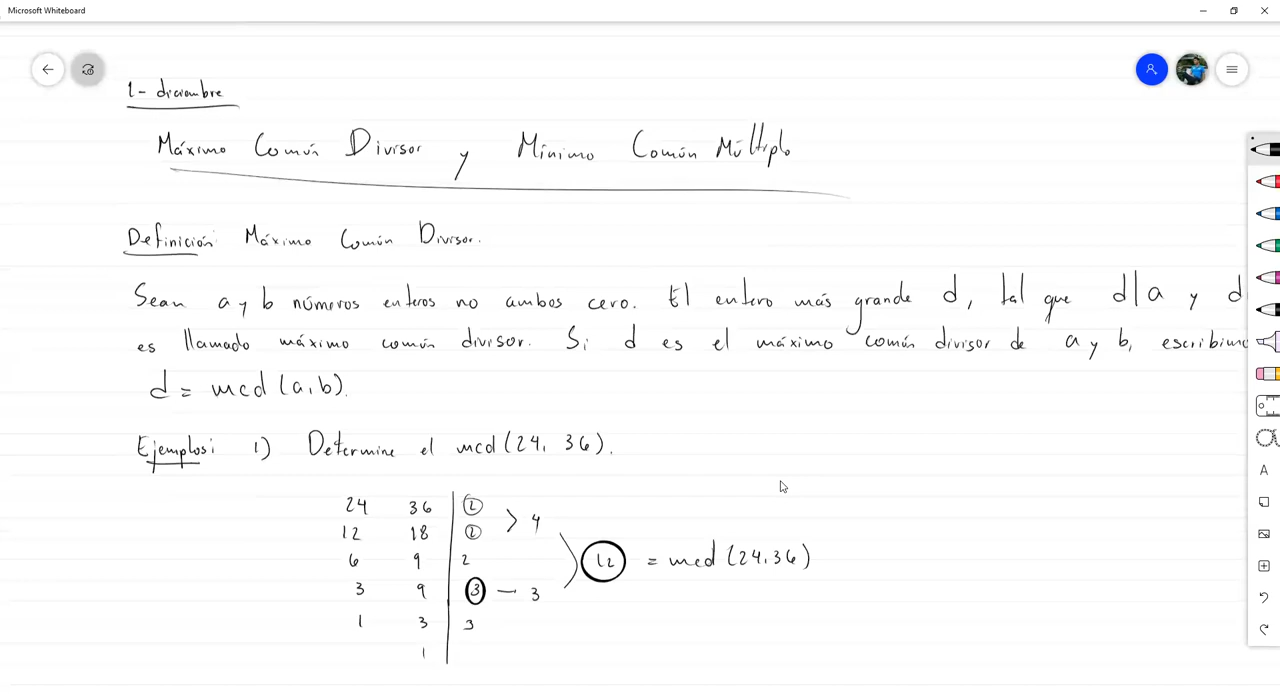 Microsoft Whiteboard
1- diciembre
Máximo Común Divisor y Mínimo Común Múltiplo
Definición: Máximo Común Divisor.
Sean a y b números enteros no ambos cero. El entero más grande d, tal que d|a y d
es llamado máximo común divisor. Si d es el máximo común divisor de a y b, escribimo
d = mcd (a,b).
Ejemplos: 1) Determine el mcd (24, 36).
24 36 | 2 > 4
12 18 | 2
6 9 | 2 12 = mcd (24,36)
3 9 | 3 — 3
1 3 | 3
1
A